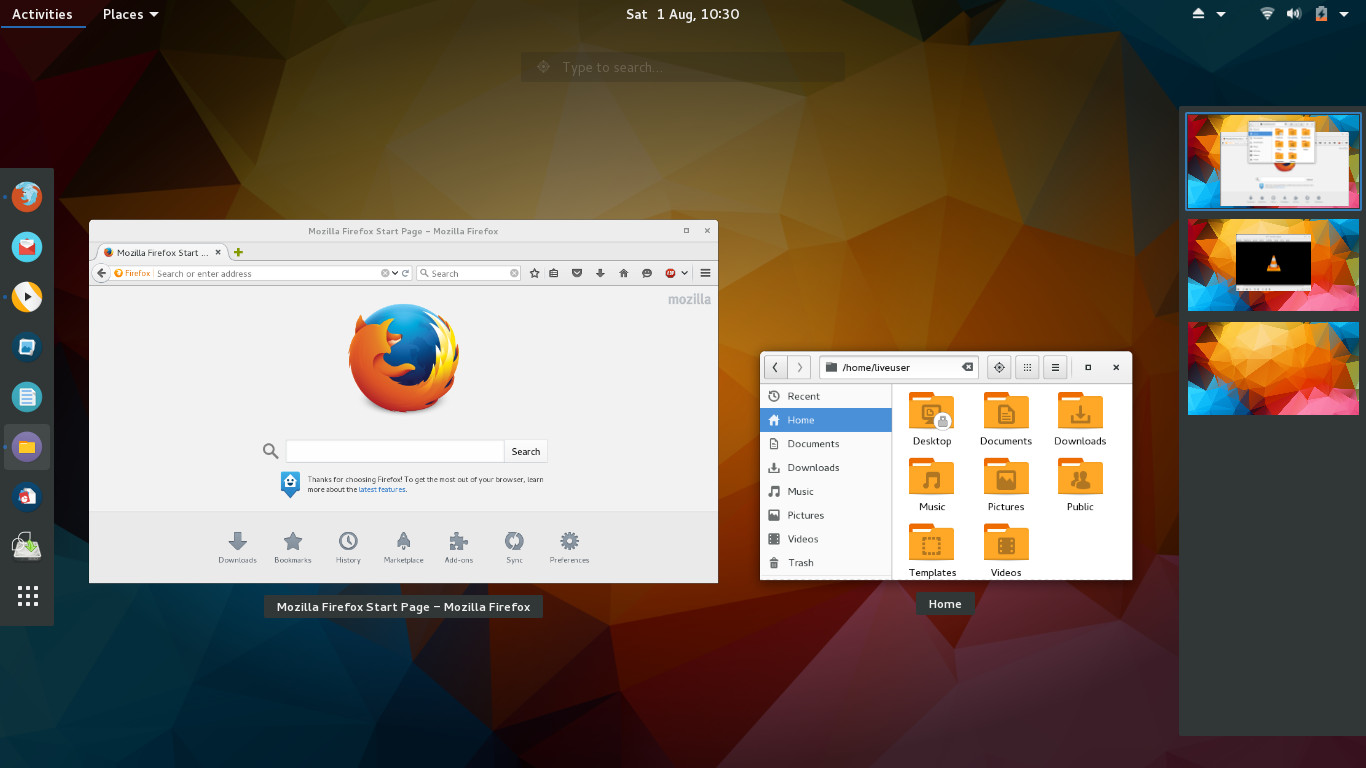 Activities
Places
Sat 1 Aug, 10:30
Type to search...
Mozilla Firefox Start Page - Mozilla Firefox
Mozilla Firefox Start Page ...
Firefox
Search or enter address
Search
mozilla
Search
Thanks for choosing Firefox! To get the most out of your browser, learn
more about the latest features.
Downloads
Bookmarks
History
Marketplace
Add-ons
Sync
Preferences
Mozilla Firefox Start Page – Mozilla Firefox
/home/liveuser
Recent
Home
Documents
Downloads
Music
Pictures
Videos
Trash
Desktop
Documents
Downloads
Music
Pictures
Public
Templates
Videos
Home